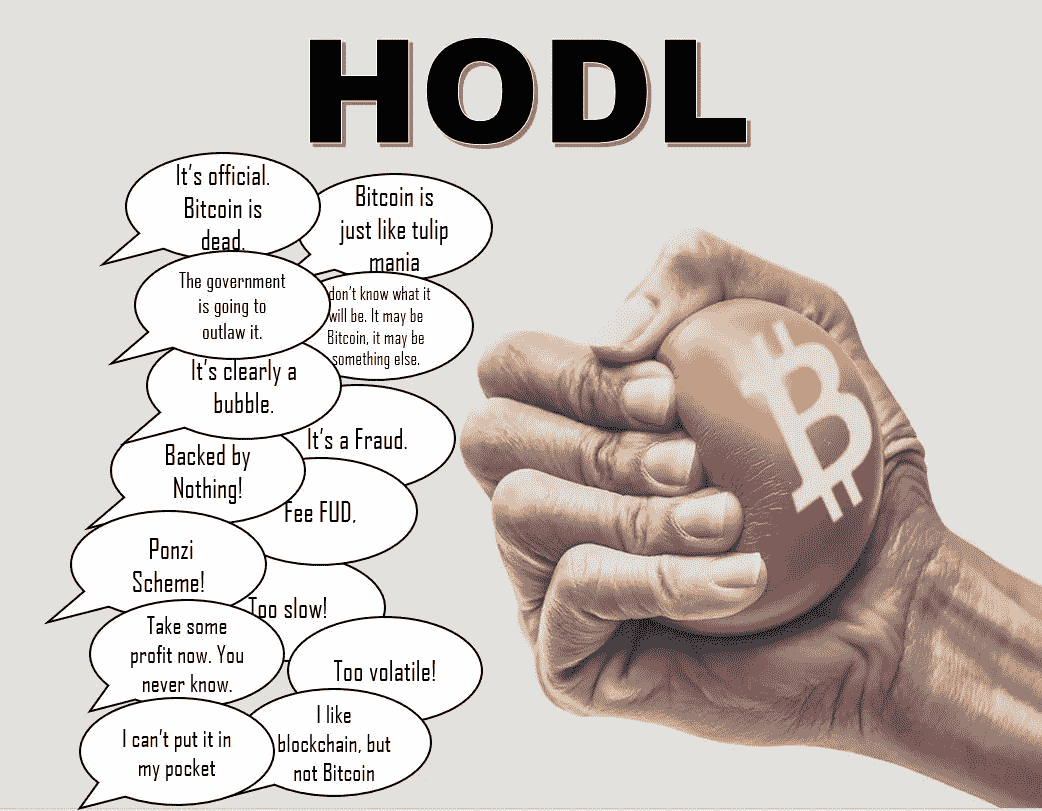 HODL
It's official.
Bitcoin is
dead.
Bitcoin is
just like tulip
mania
The government
is going to
outlaw it.
don't know what it
will be. It may be
Bitcoin, it may be
something else.
It's clearly a
bubble.
It's a Fraud.
Backed by
Nothing!
Fee FUD,
Ponzi
Scheme!
Too slow!
Take some
profit now. You
never know.
Too volatile!
I like
blockchain, but
not Bitcoin
I can't put it in
my pocket